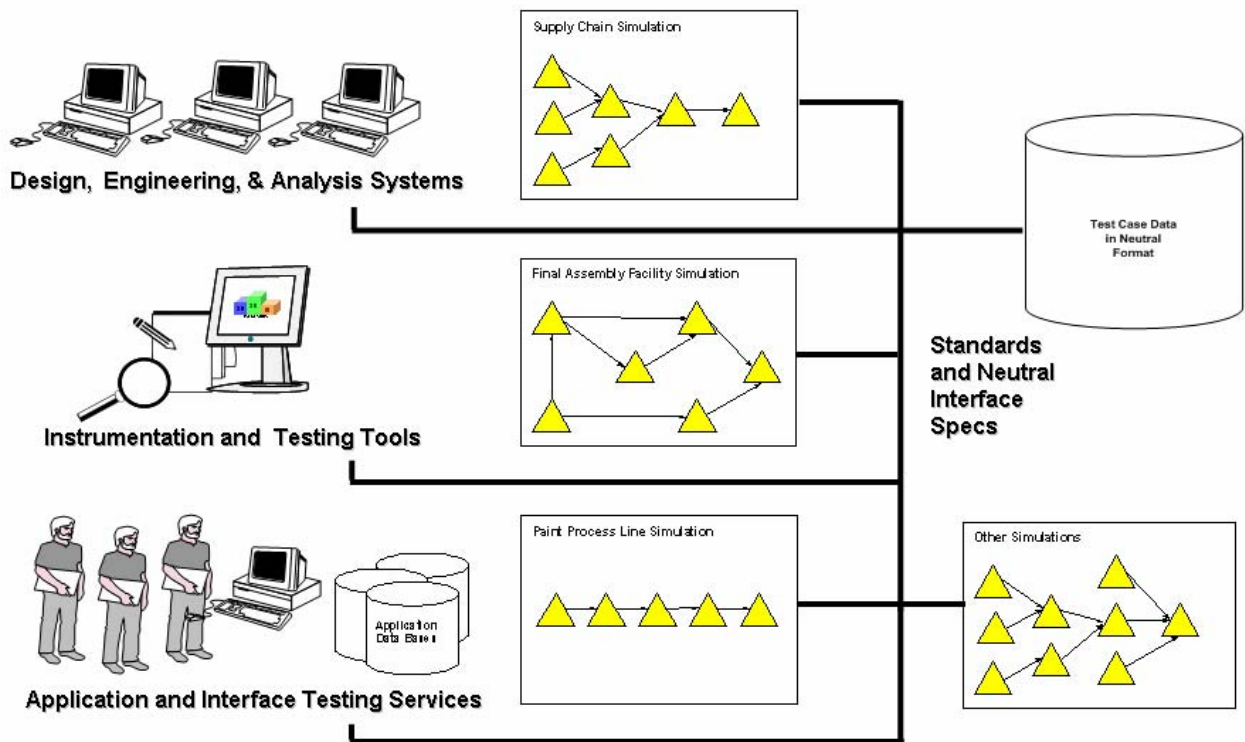 Supply Chain Simulation
Design, Engineering, & Analysis Systems
Test Case Data
in Neutral
Format
Final Assembly Facility Simulation
Standards
and Neutral
Interface
Specs
Instrumentation and Testing Tools
Paint Process Line Simulation
Other Simulations
Application
Data Bases
Application and Interface Testing Services